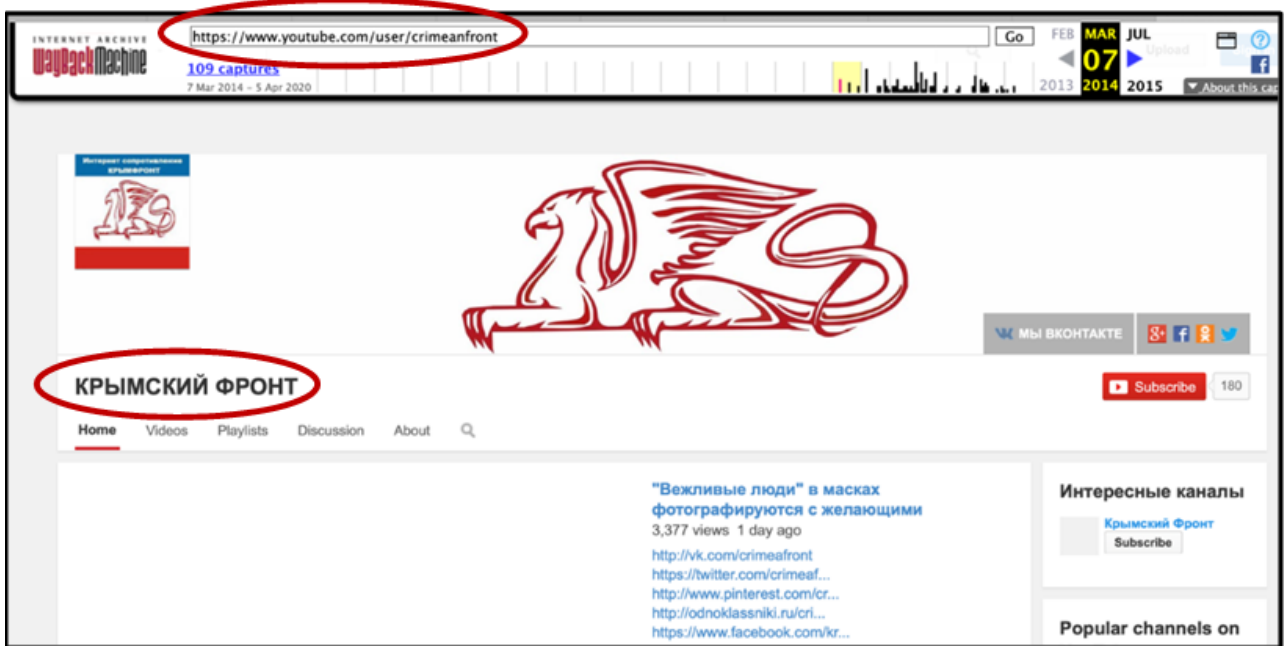 INTERNET ARCHIVE
WayBackMachine
https://www.youtube.com/user/crimeanfront
Go
109 captures
7 Mar 2014 – 5 Apr 2020
FEB MAR JUL
07
2013 2014 2015
Upload
f
About this cap
Интернет сопротивление
КРЫМФРОНТ
МЫ ВКОНТАКТЕ
КРЫМСКИЙ ФРОНТ
Subscribe 180
Home Videos Playlists Discussion About
"Вежливые люди" в масках
фотографируются с желающими
3,377 views 1 day ago
http://vk.com/crimeafront
https://twitter.com/crimeaf...
http://www.pinterest.com/cr...
http://odnoklassniki.ru/cri...
https://www.facebook.com/kr...
Интересные каналы
Крымский Фронт
Subscribe
Popular channels on